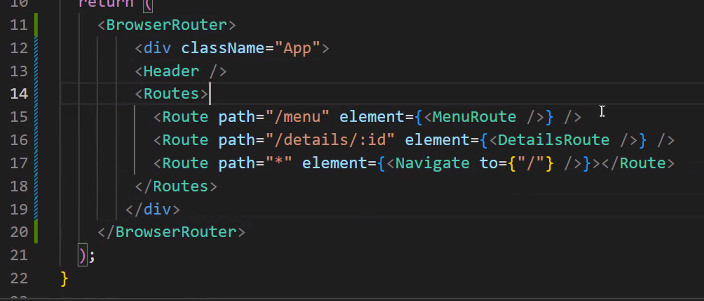 10 return (
11 <BrowserRouter>
12 <div className="App">
13 <Header />
14 <Routes>
15 <Route path="/menu" element={<MenuRoute />} />
16 <Route path="/details/:id" element={<DetailsRoute />} />
17 <Route path="*" element={<Navigate to={"/"} />}></Route>
18 </Routes>
19 </div>
20 </BrowserRouter>
21 );
22 }